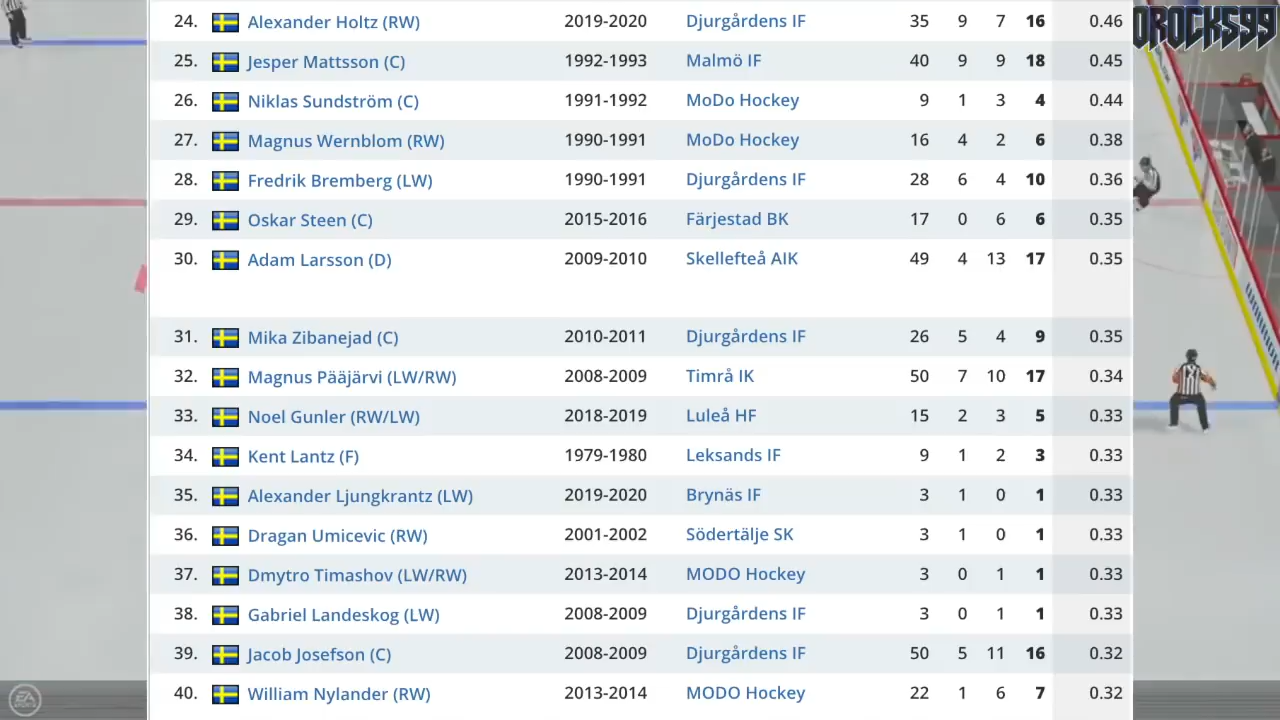 OROCKS99
24. Alexander Holtz (RW) 2019-2020 Djurgårdens IF 35 9 7 16 0.46
25. Jesper Mattsson (C) 1992-1993 Malmö IF 40 9 9 18 0.45
26. Niklas Sundström (C) 1991-1992 MoDo Hockey 9 1 3 4 0.44
27. Magnus Wernblom (RW) 1990-1991 MoDo Hockey 16 4 2 6 0.38
28. Fredrik Bremberg (LW) 1990-1991 Djurgårdens IF 28 6 4 10 0.36
29. Oskar Steen (C) 2015-2016 Färjestad BK 17 0 6 6 0.35
30. Adam Larsson (D) 2009-2010 Skellefteå AIK 49 4 13 17 0.35
31. Mika Zibanejad (C) 2010-2011 Djurgårdens IF 26 5 4 9 0.35
32. Magnus Pääjärvi (LW/RW) 2008-2009 Timrå IK 50 7 10 17 0.34
33. Noel Gunler (RW/LW) 2018-2019 Luleå HF 15 2 3 5 0.33
34. Kent Lantz (F) 1979-1980 Leksands IF 9 1 2 3 0.33
35. Alexander Ljungkrantz (LW) 2019-2020 Brynäs IF 3 1 0 1 0.33
36. Dragan Umicevic (RW) 2001-2002 Södertälje SK 3 1 0 1 0.33
37. Dmytro Timashov (LW/RW) 2013-2014 MODO Hockey 3 0 1 1 0.33
38. Gabriel Landeskog (LW) 2008-2009 Djurgårdens IF 3 0 1 1 0.33
39. Jacob Josefson (C) 2008-2009 Djurgårdens IF 50 5 11 16 0.32
40. William Nylander (RW) 2013-2014 MODO Hockey 22 1 6 7 0.32
EA
SPORTS